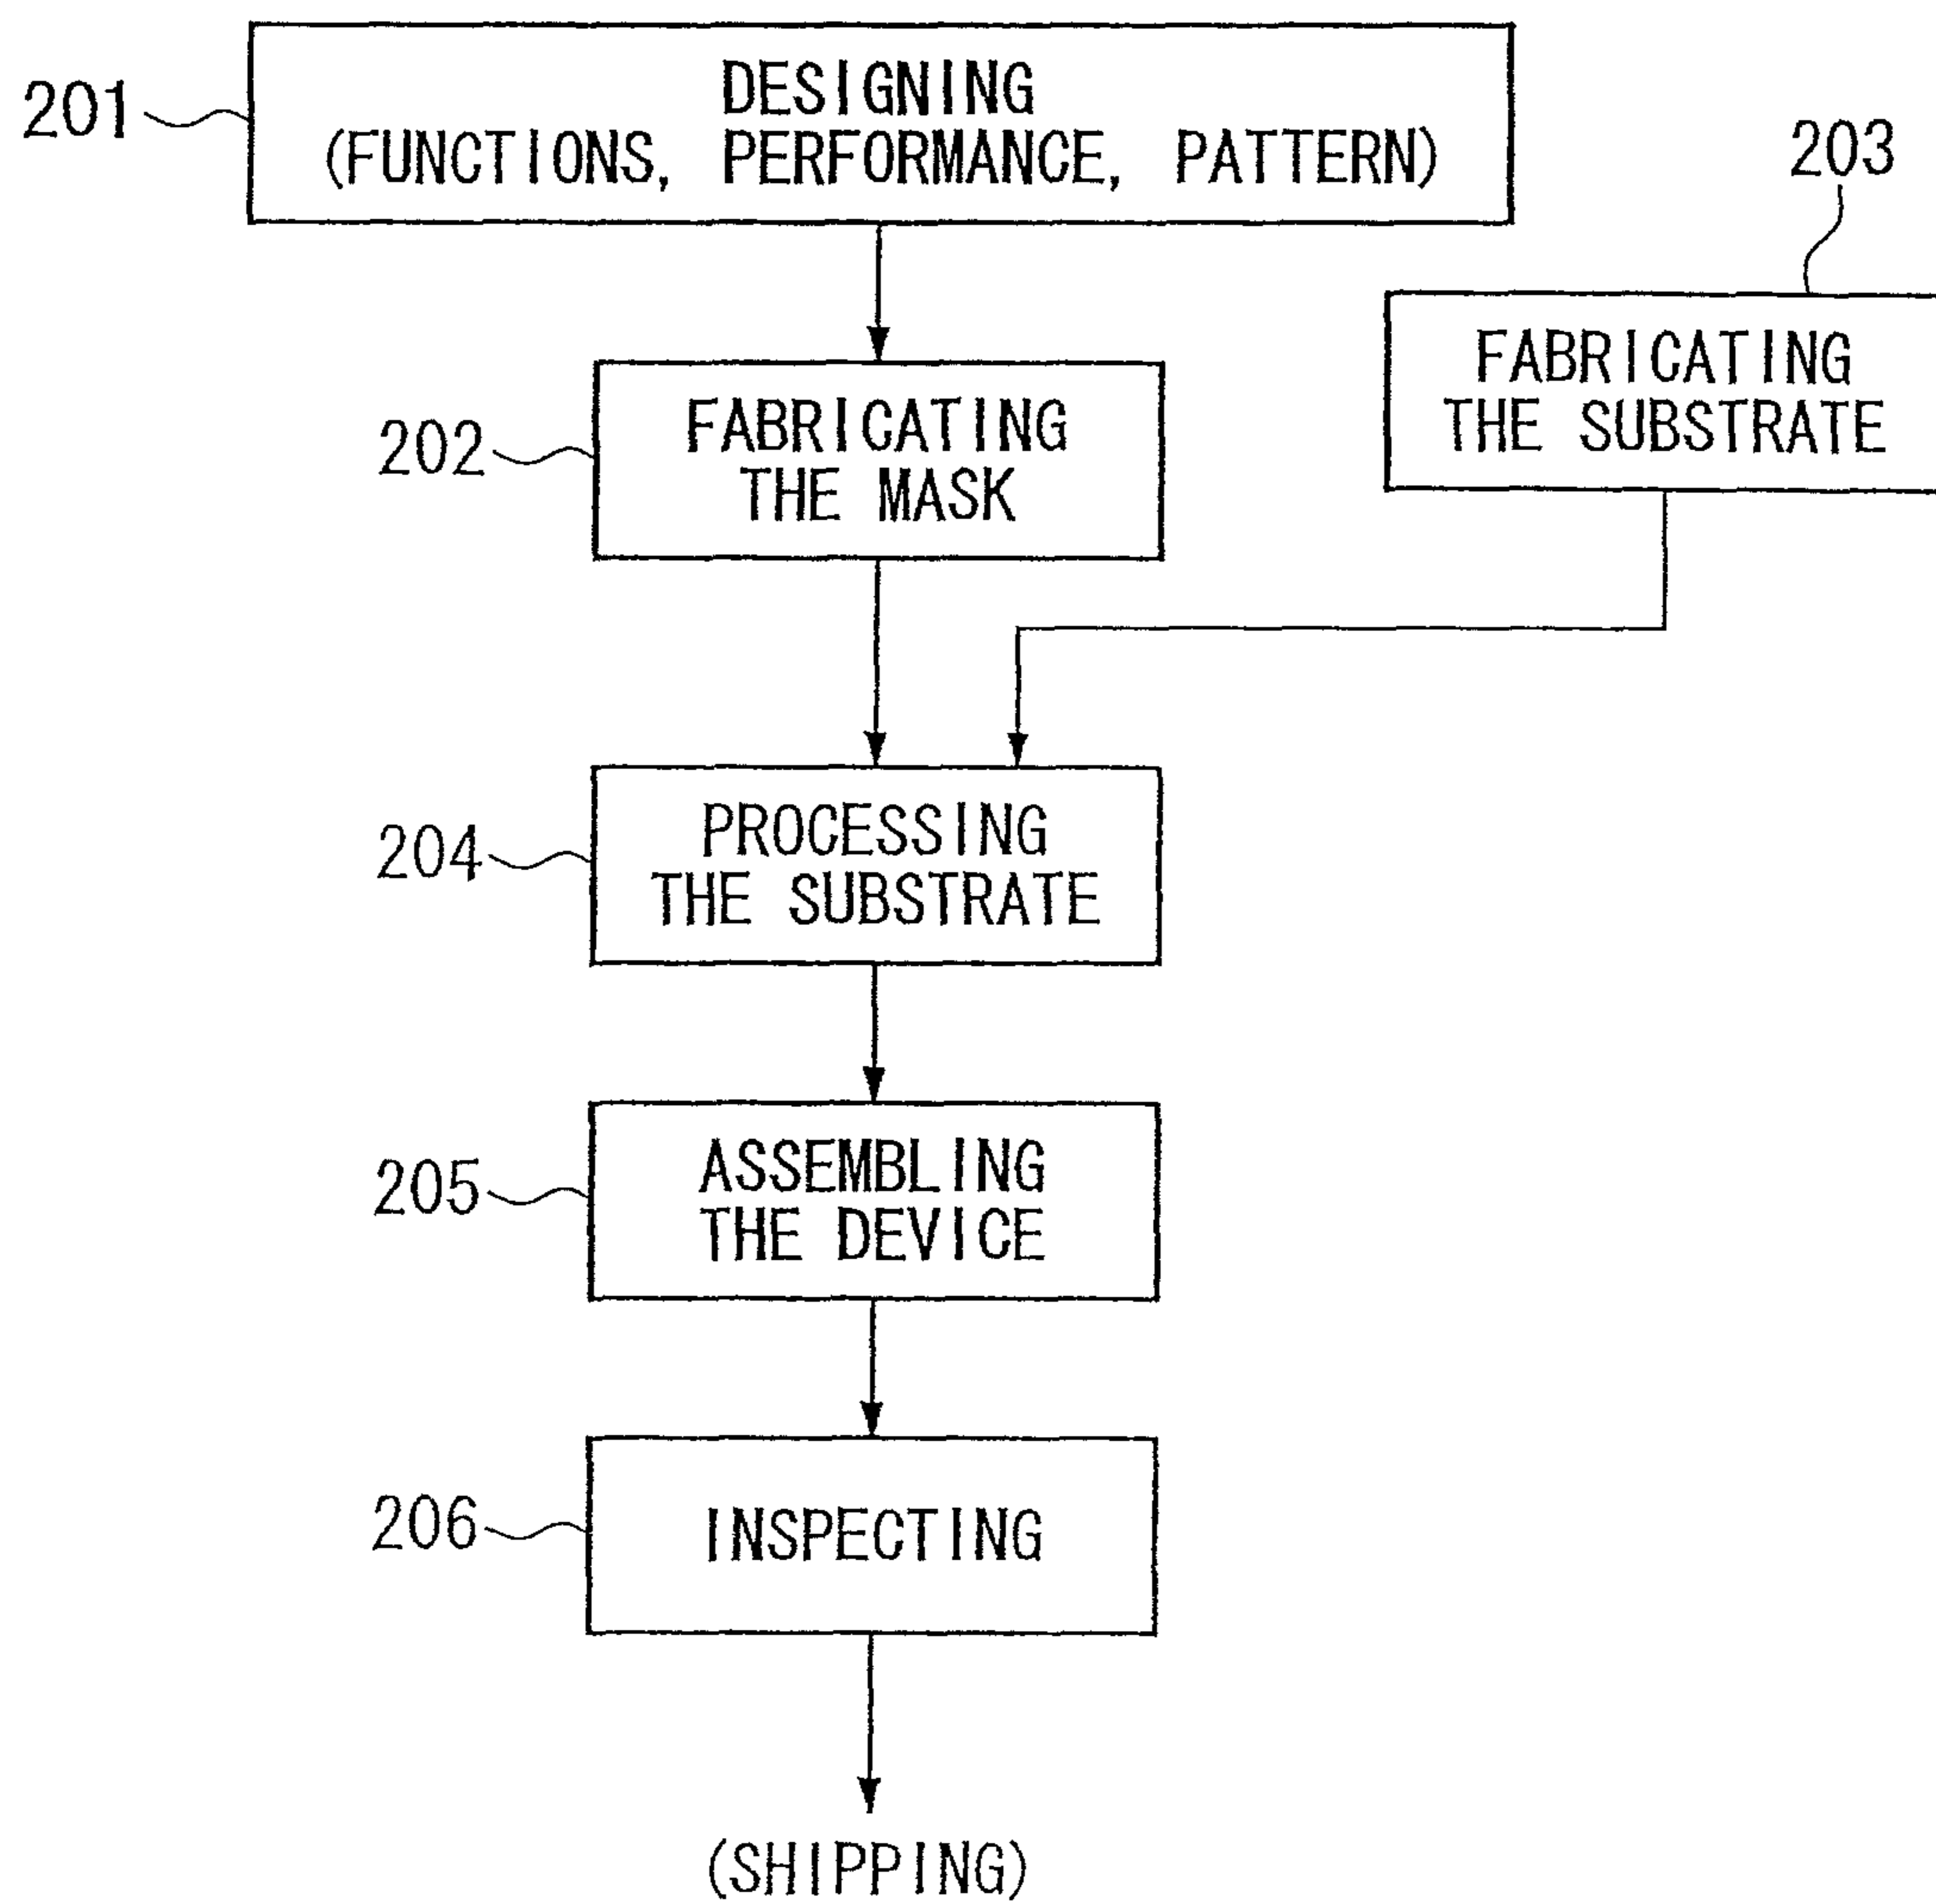 201
DESIGNING
(FUNCTIONS, PERFORMANCE, PATTERN)
203
FABRICATING
THE SUBSTRATE
202
FABRICATING
THE MASK
204
PROCESSING
THE SUBSTRATE
205
ASSEMBLING
THE DEVICE
206
INSPECTING
(SHIPPING)